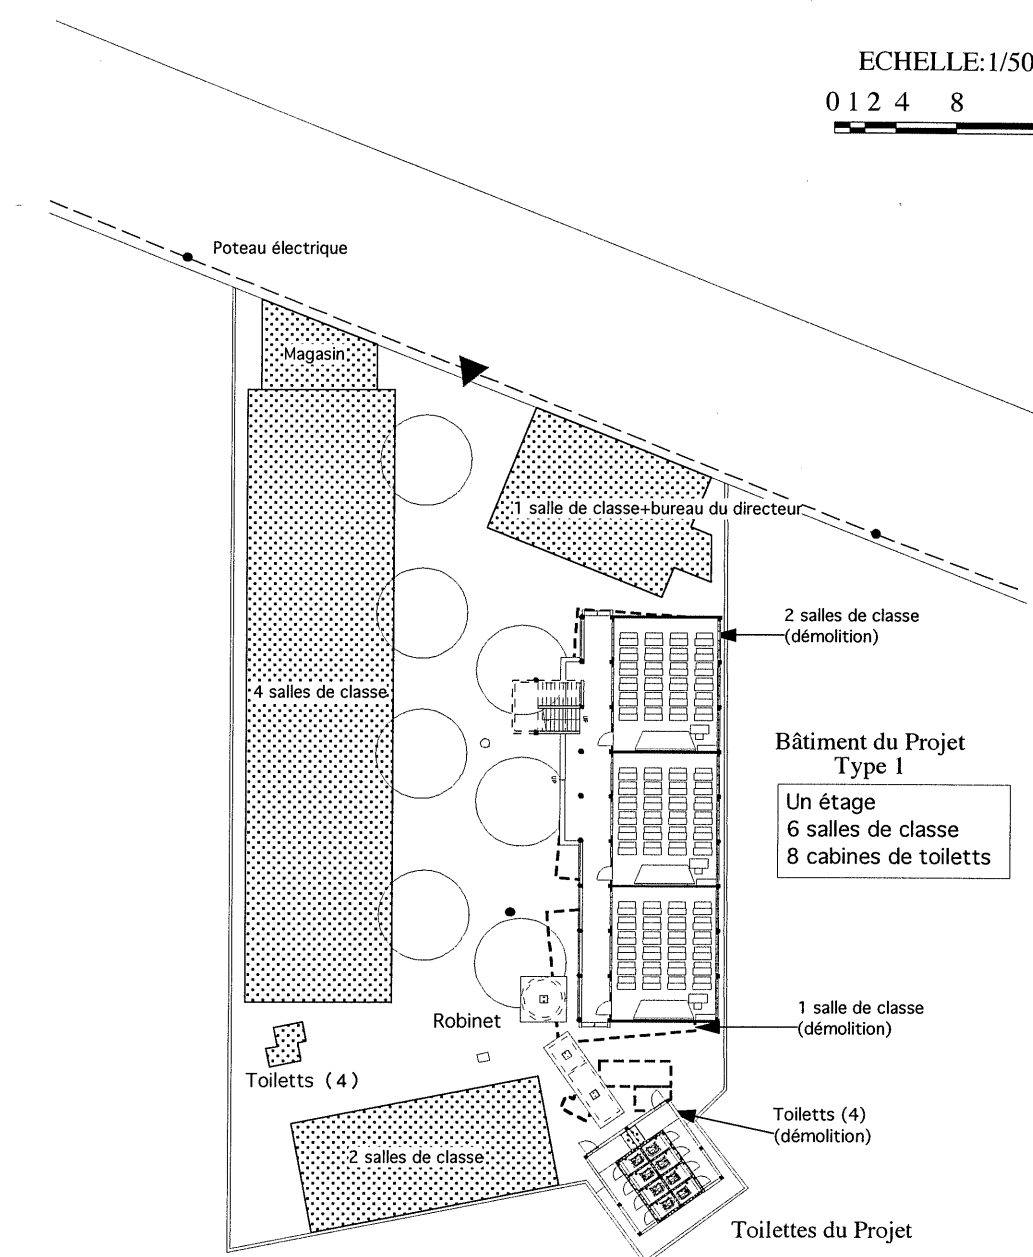 ECHELLE:1/50
0 1 2 4 8
Poteau électrique
Magasin
1 salle de classe+bureau du directeur
2 salles de classe
(démolition)
4 salles de classe
Bâtiment du Projet
Type 1
Un étage
6 salles de classe
8 cabines de toiletts
1 salle de classe
(démolition)
Robinet
Toiletts (4)
Toiletts (4)
(démolition)
2 salles de classe
Toilettes du Projet